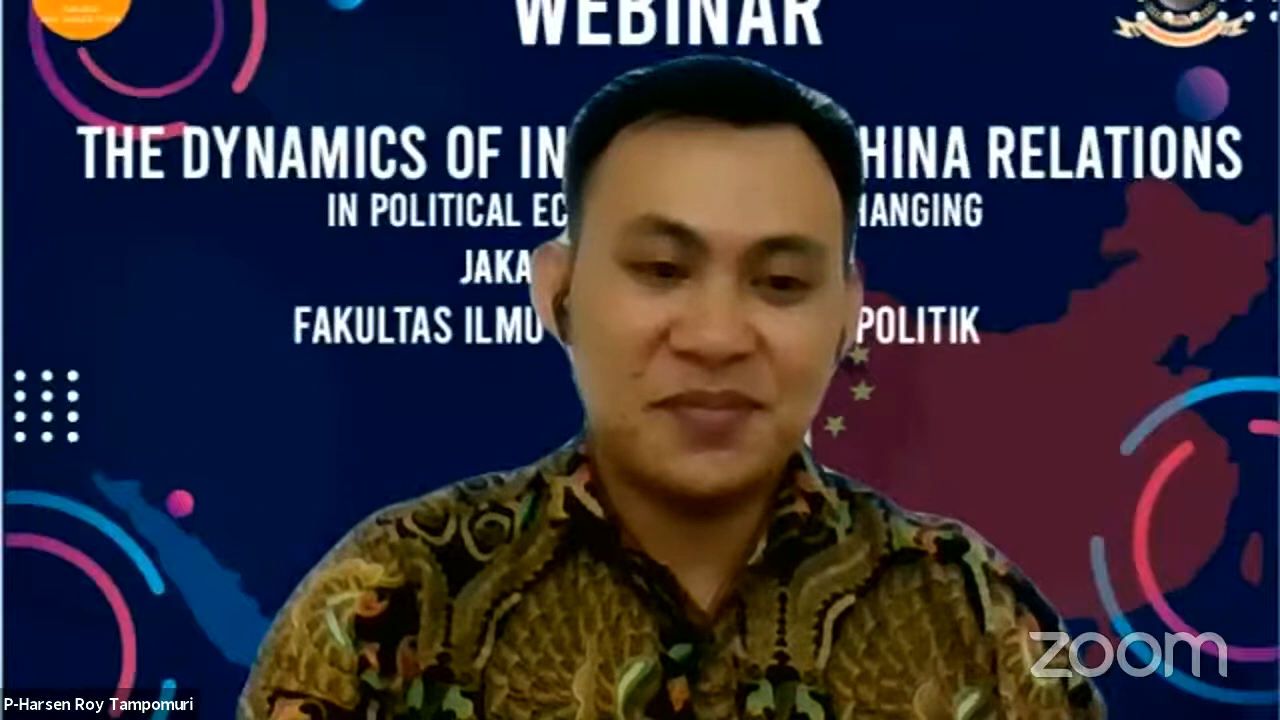 WEBINAR
THE DYNAMICS OF IN HINA RELATIONS
IN POLITICAL EC HANGING
JAKA
FAKULTAS ILMU POLITIK
zoom
P-Harsen Roy Tampomuri